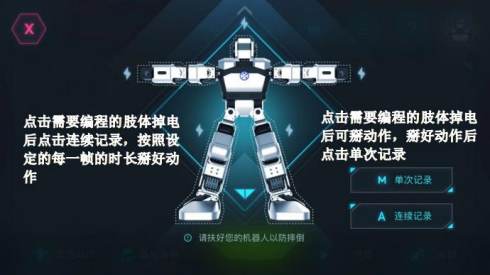 X
点击需要编程的肢体掉电
后点击连续记录，按照设
定的每一帧的时长掰好动
作
点击需要编程的肢体掉电
后可掰动作，掰好动作后
点击单次记录
M 单次记录
A 连续记录
请扶好您的机器人以防摔倒